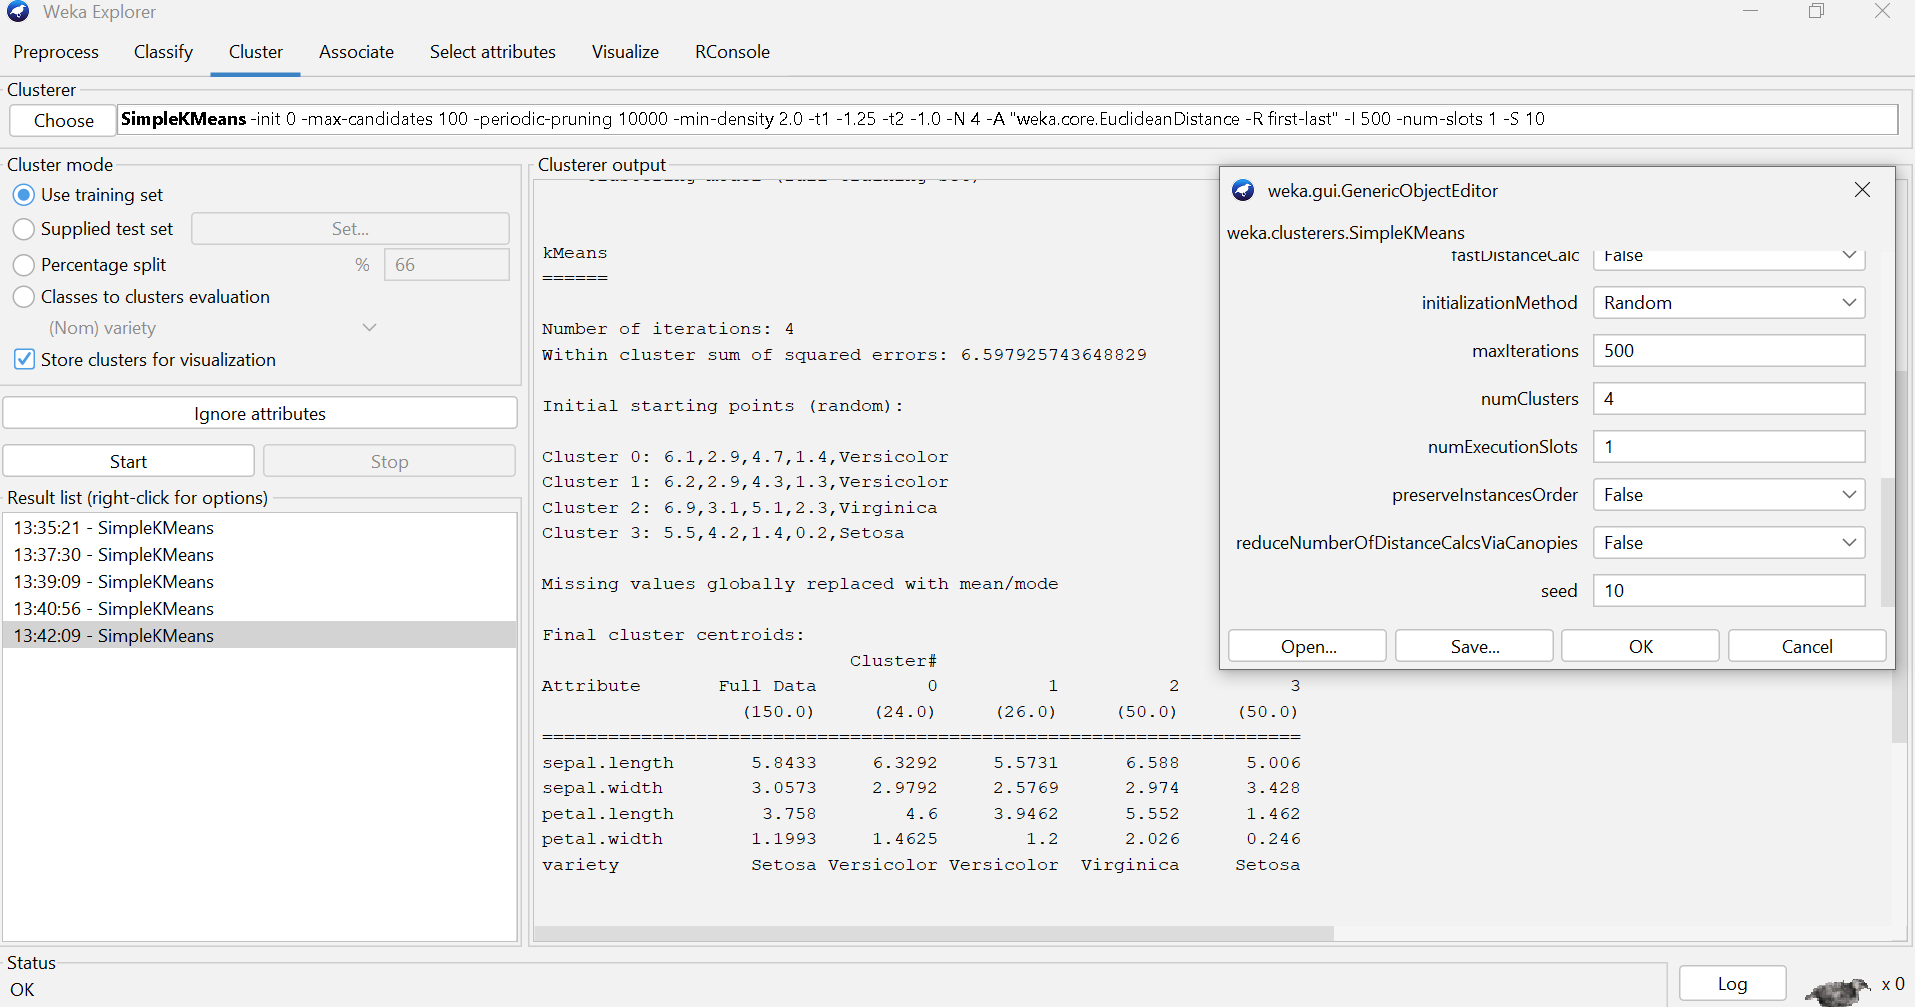 Weka Explorer
Preprocess Classify Cluster Associate Select attributes Visualize RConsole
Clusterer
Choose SimpleKMeans -init 0 -max-candidates 100 -periodic-pruning 10000 -min-density 2.0 -t1 -1.25 -t2 -1.0 -N 4 -A "weka.core.EuclideanDistance -R first-last" -I 500 -num-slots 1 -S 10
Cluster mode
Use training set
Supplied test set Set...
Percentage split % 66
Classes to clusters evaluation
(Nom) variety
Store clusters for visualization
Ignore attributes
Start Stop
Result list (right-click for options)
13:35:21 - SimpleKMeans
13:37:30 - SimpleKMeans
13:39:09 - SimpleKMeans
13:40:56 - SimpleKMeans
13:42:09 - SimpleKMeans
Clusterer output
kMeans
======
Number of iterations: 4
Within cluster sum of squared errors: 6.597925743648829
Initial starting points (random):
Cluster 0: 6.1,2.9,4.7,1.4,Versicolor
Cluster 1: 6.2,2.9,4.3,1.3,Versicolor
Cluster 2: 6.9,3.1,5.1,2.3,Virginica
Cluster 3: 5.5,4.2,1.4,0.2,Setosa
Missing values globally replaced with mean/mode
Final cluster centroids:
Cluster#
Attribute Full Data 0 1 2 3
(150.0) (24.0) (26.0) (50.0) (50.0)
=====================================================================
sepal.length 5.8433 6.3292 5.5731 6.588 5.006
sepal.width 3.0573 2.9792 2.5769 2.974 3.428
petal.length 3.758 4.6 3.9462 5.552 1.462
petal.width 1.1993 1.4625 1.2 2.026 0.246
variety Setosa Versicolor Versicolor Virginica Setosa
weka.gui.GenericObjectEditor
weka.clusterers.SimpleKMeans
fastDistanceCalc False
initializationMethod Random
maxIterations 500
numClusters 4
numExecutionSlots 1
preserveInstancesOrder False
reduceNumberOfDistanceCalcsViaCanopies False
seed 10
Open... Save... OK Cancel
Status
OK
Log x 0